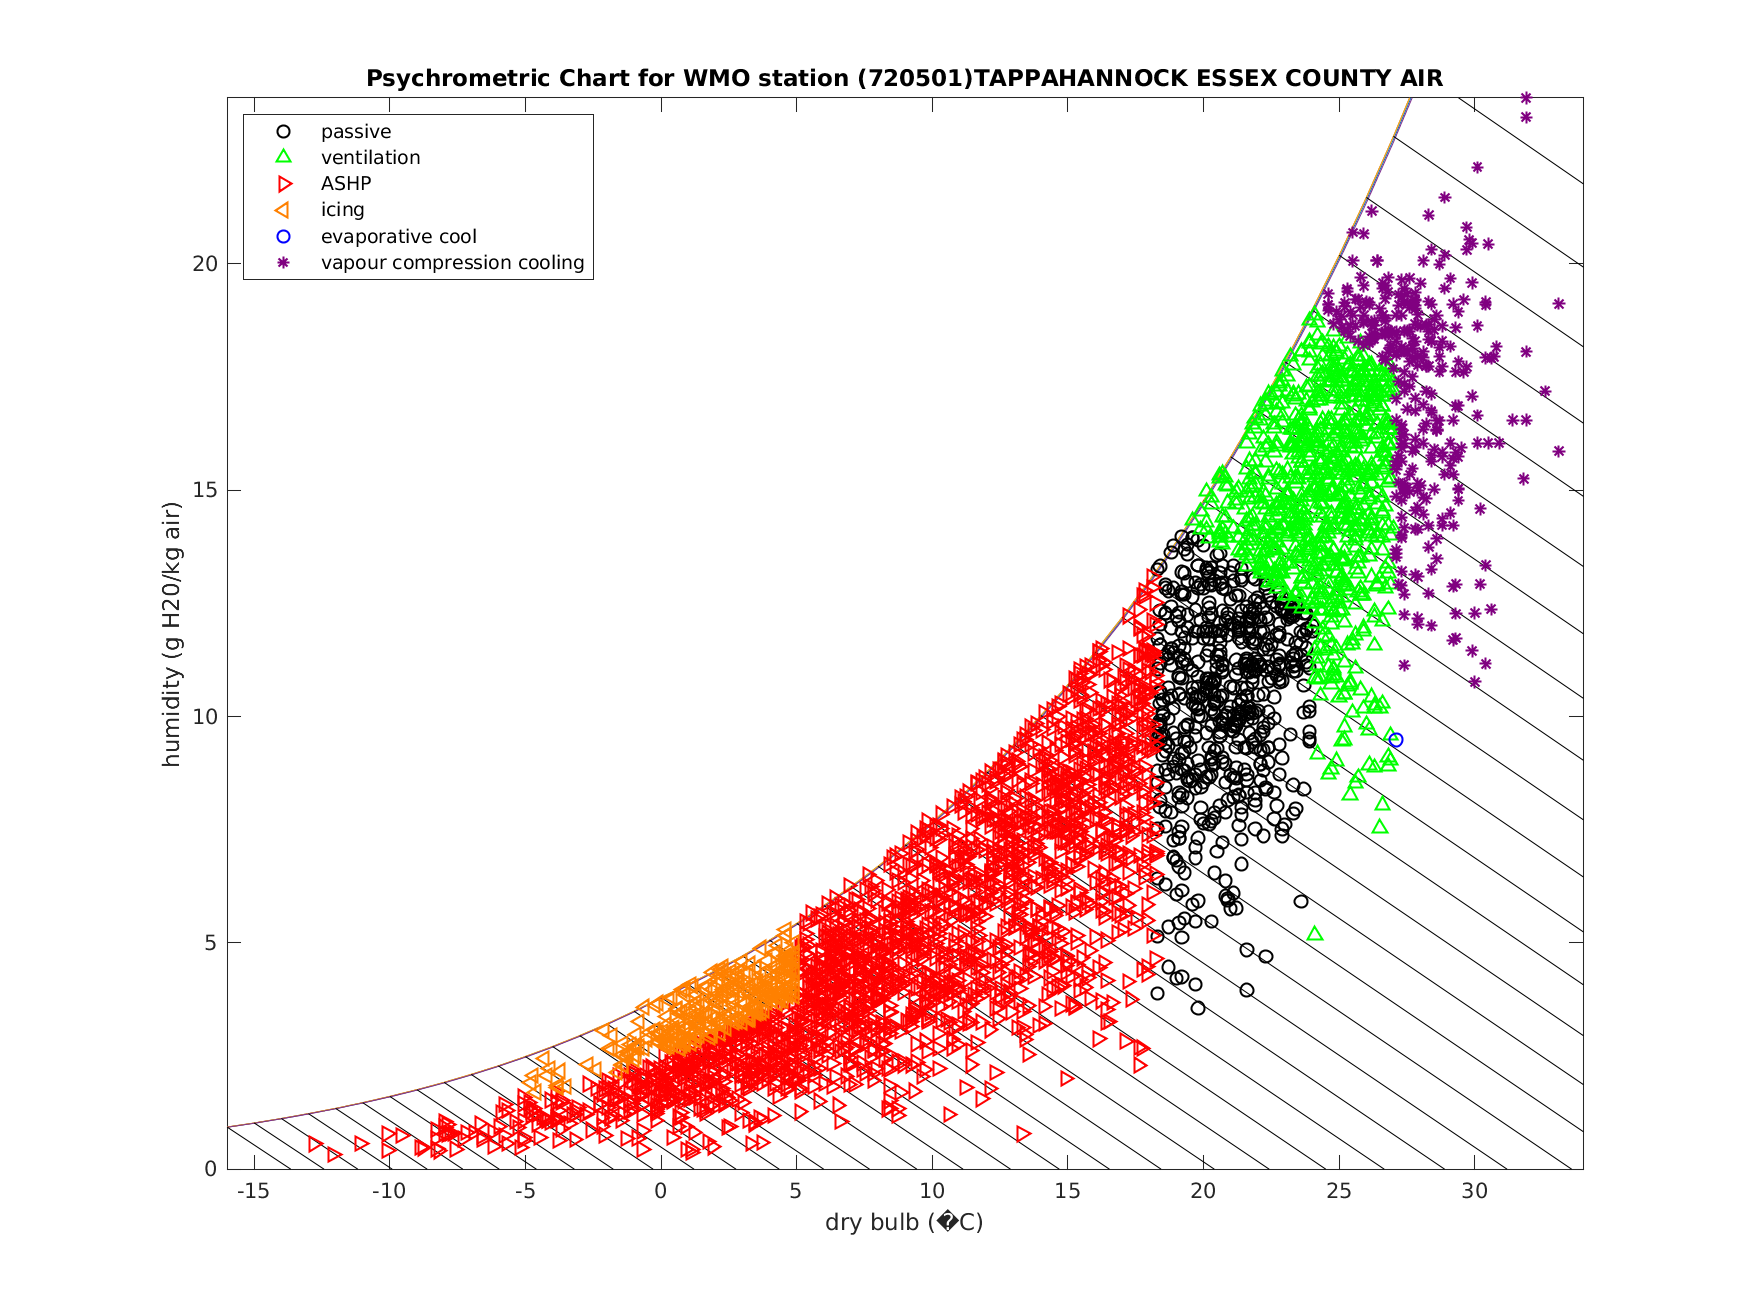 Psychrometric Chart for WMO station (720501)TAPPAHANNOCK ESSEX COUNTY AIR
passive
ventilation
ASHP
icing
evaporative cool
vapour compression cooling
humidity (g H20/kg air)
20
15
10
5
0
-15 -10 -5 0 5 10 15 20 25 30
dry bulb (�C)